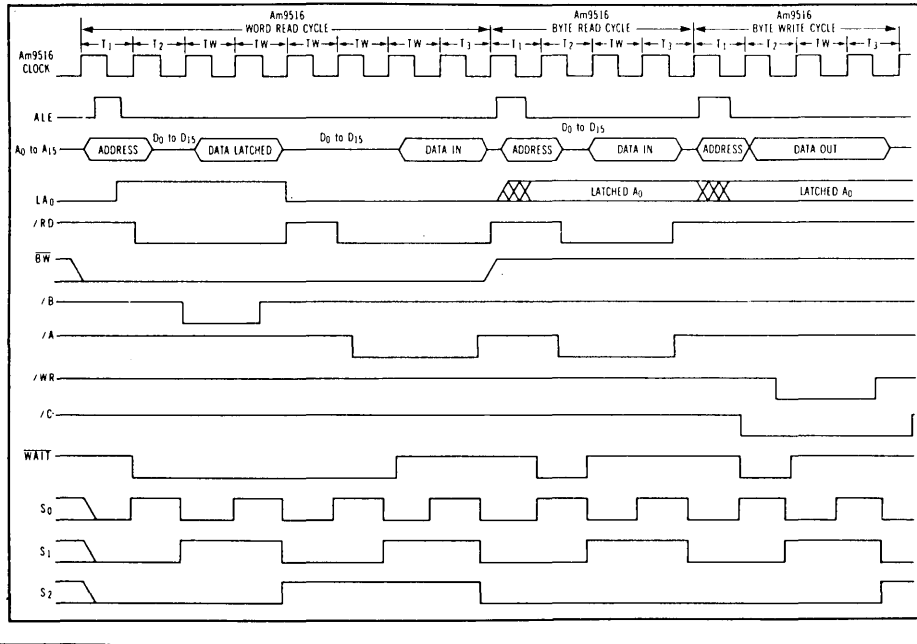 Am9516 Am9516 Am9516
WORD READ CYCLE BYTE READ CYCLE BYTE WRITE CYCLE
T1 T2 TW TW TW TW TW T3 T1 T2 TW T3 T1 T2 TW T3
Am9516
CLOCK
ALE
D0 to D15 D0 to D15 D0 to D15
A0 to A15 ADDRESS DATA LATCHED DATA IN ADDRESS DATA IN ADDRESS DATA OUT
LA0 LATCHED A0 LATCHED A0
/RD
BW
/B
/A
/WR
/C
WAIT
S0
S1
S2